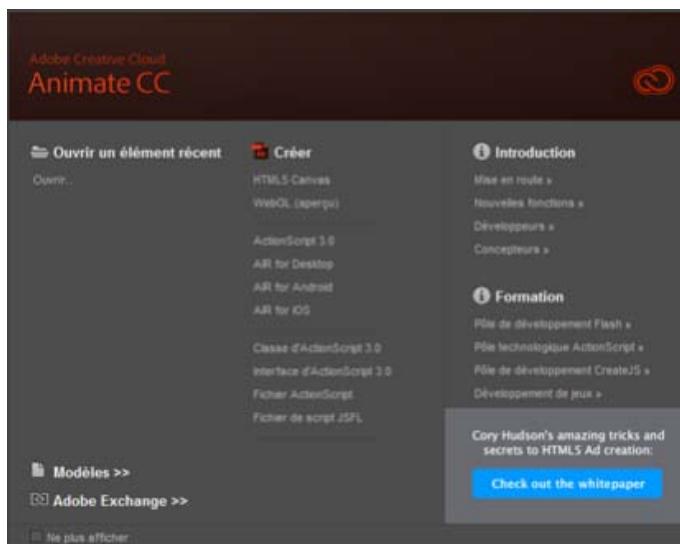 Adobe Creative Cloud
Animate CC
Ouvrir un élément récent
Ouvrir...
Créer
HTML5 Canvas
WebGL (aperçu)
ActionScript 3.0
AIR for Desktop
AIR for Android
AIR for iOS
Classe d'ActionScript 3.0
Interface d'ActionScript 3.0
Fichier ActionScript
Fichier de script JSFL
Introduction
Mise en route »
Nouvelles fonctions »
Développeurs »
Concepteurs »
Formation
Pôle de développement Flash »
Pôle technologique ActionScript »
Pôle de développement CreateJS »
Développement de jeux »
Cory Hudson's amazing tricks and
secrets to HTML5 Ad creation:
Check out the whitepaper
Modèles >>
Adobe Exchange >>
Ne plus afficher